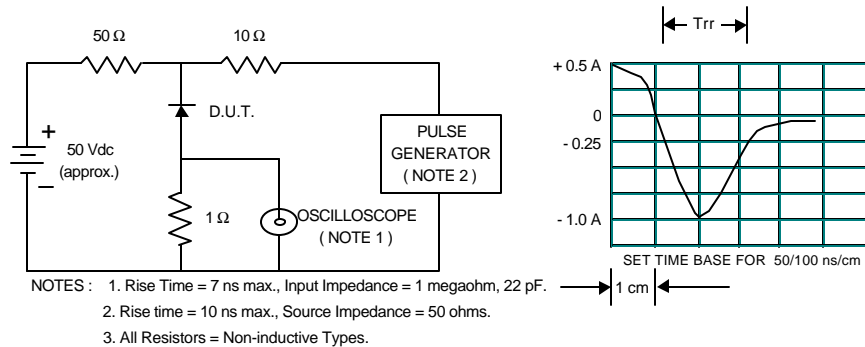 50 Ω
10 Ω
Trr
+ 0.5 A
D.U.T.
0
+
50 Vdc
(approx.)
PULSE
GENERATOR
( NOTE 2 )
- 0.25
1 Ω
OSCILLOSCOPE
( NOTE 1 )
- 1.0 A
SET TIME BASE FOR 50/100 ns/cm
1 cm
NOTES : 1. Rise Time = 7 ns max., Input Impedance = 1 megaohm, 22 pF.
2. Rise time = 10 ns max., Source Impedance = 50 ohms.
3. All Resistors = Non-inductive Types.